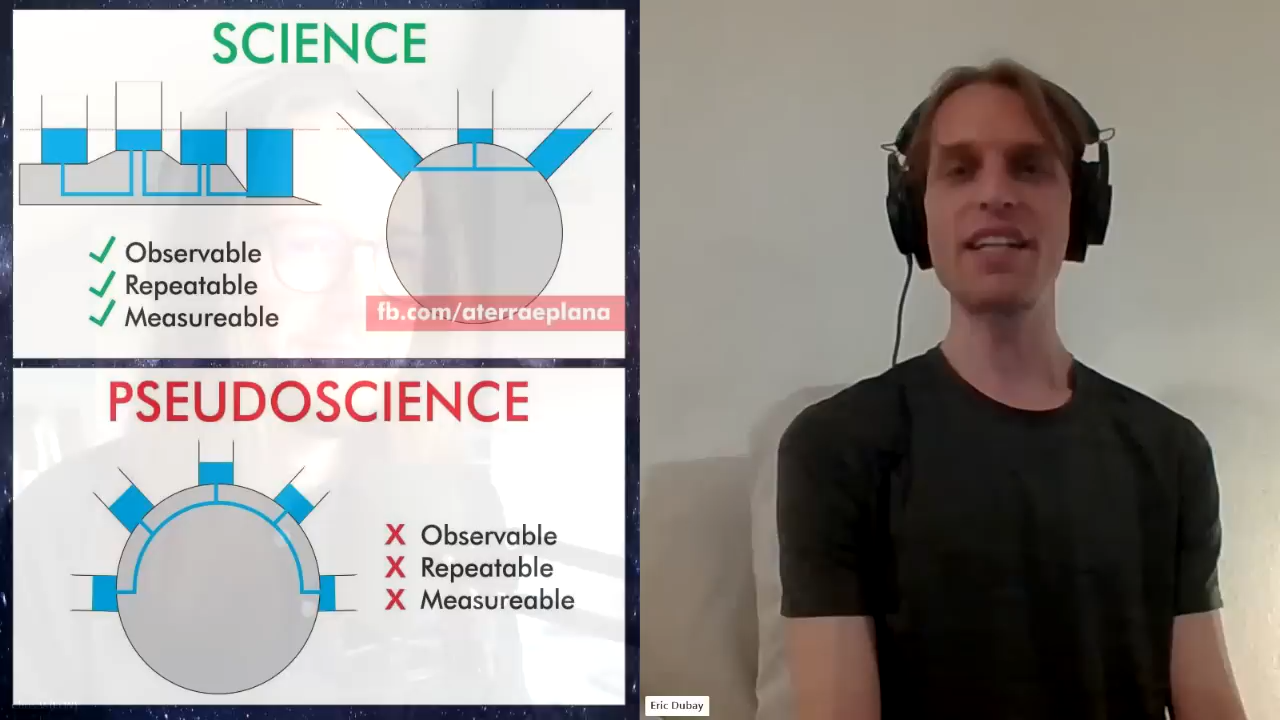 SCIENCE
Observable
Repeatable
Measureable
fb.com/aterraeplana
PSEUDOSCIENCE
X Observable
X Repeatable
X Measureable
Eric Dubay